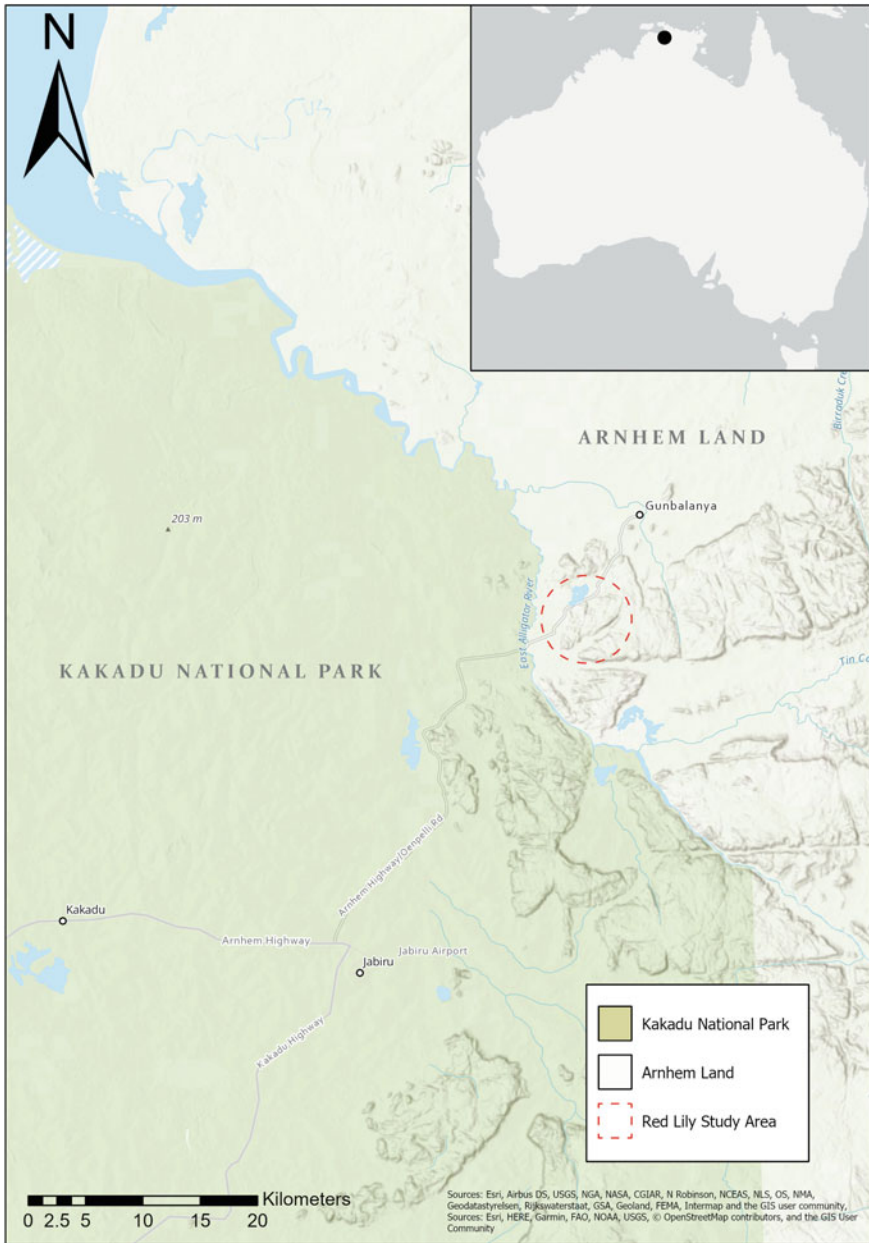 N
Birraduk Cre
ARNHEM LAND
Gunbalanya
203 m
East Alligator River
KAKADU NATIONAL PARK
Tin Ca
Arnhem Highway/Oenpelli Rd
Kakadu
Arnhem Highway
Jabiru Airport
Jabiru
Kakadu Highway
Kakadu National Park
Arnhem Land
Red Lily Study Area
Kilometers
0 2.5 5 10 15 20
Sources: Esri, Airbus DS, USGS, NGA, NASA, CGIAR, N Robinson, NCEAS, NLS, OS, NMA,
Geodatastyrelsen, Rijkswaterstaat, GSA, Geoland, FEMA, Intermap and the GIS user community,
Sources: Esri, HERE, Garmin, FAO, NOAA, USGS, © OpenStreetMap contributors, and the GIS User
Community